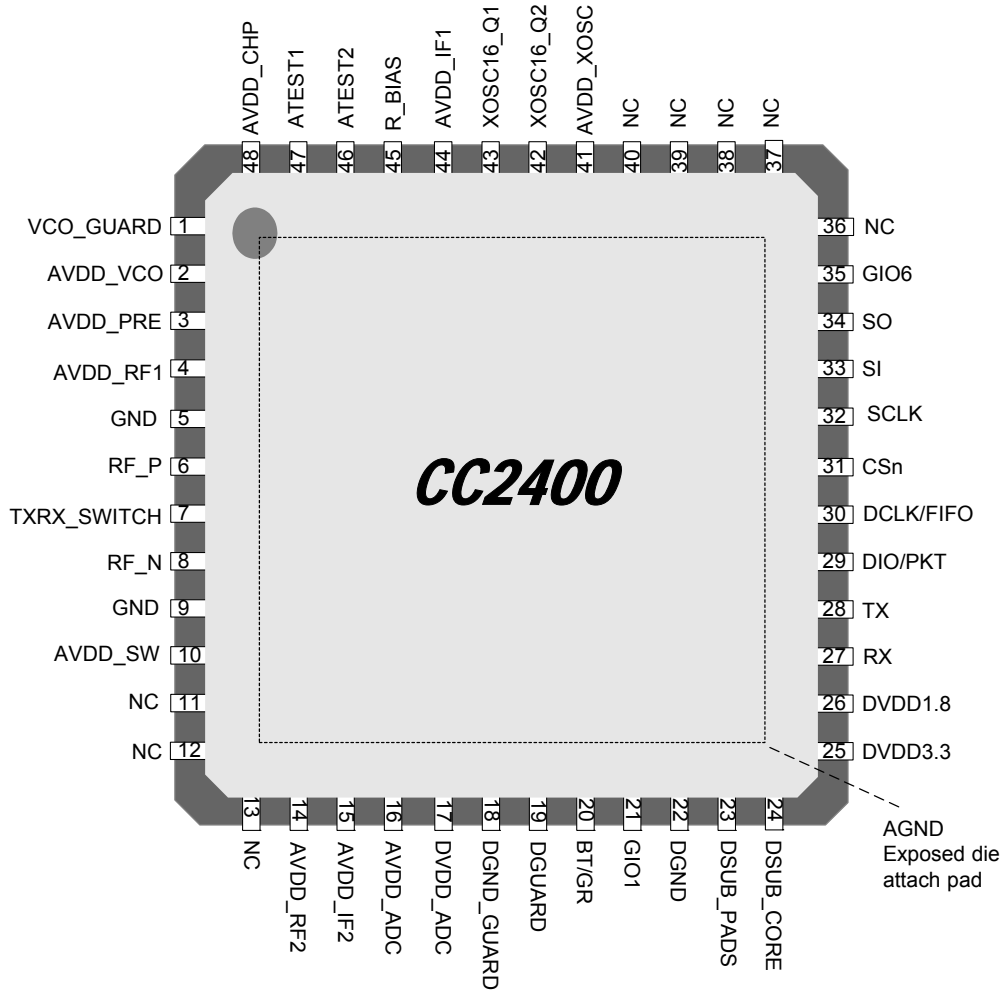 AVDD_CHP
ATEST1
ATEST2
R_BIAS
AVDD_IF1
XOSC16_Q1
XOSC16_Q2
AVDD_XOSC
NC
NC
NC
NC
48
47
46
45
44
43
42
41
40
39
38
37
VCO_GUARD 1
AVDD_VCO 2
AVDD_PRE 3
AVDD_RF1 4
GND 5
RF_P 6
TXRX_SWITCH 7
RF_N 8
GND 9
AVDD_SW 10
NC 11
NC 12
CC2400
36 NC
35 GIO6
34 SO
33 SI
32 SCLK
31 CSn
30 DCLK/FIFO
29 DIO/PKT
28 TX
27 RX
26 DVDD1.8
25 DVDD3.3
13
14
15
16
17
18
19
20
21
22
23
24
NC
AVDD_RF2
AVDD_IF2
AVDD_ADC
DVDD_ADC
DGND_GUARD
DGUARD
BT/GR
GIO1
DGND
DSUB_PADS
DSUB_CORE
AGND
Exposed die
attach pad